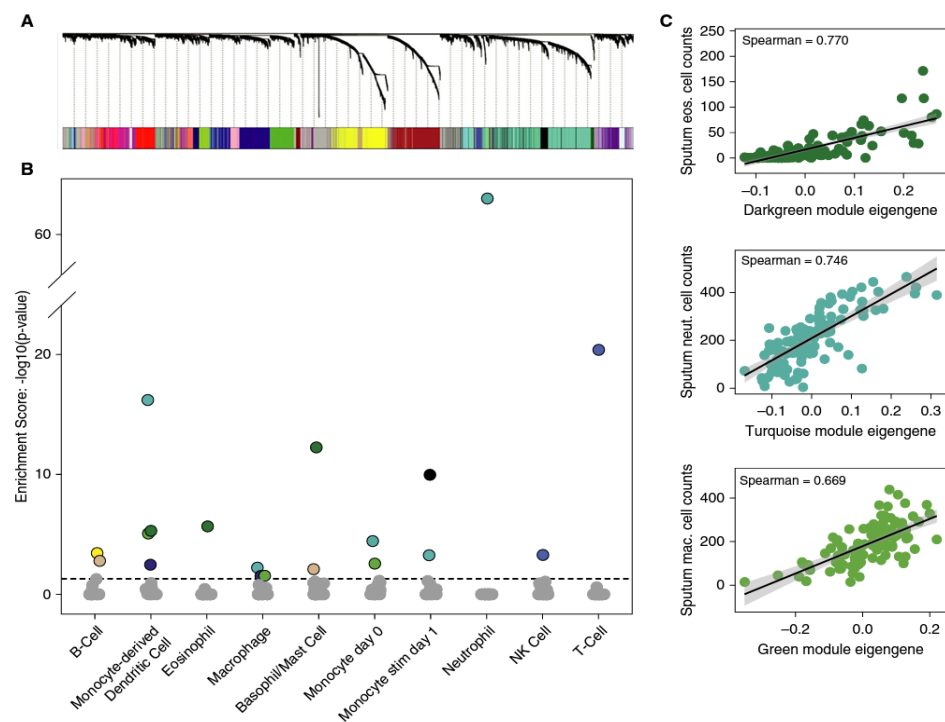 A
B
Enrichment Score: -log10(p-value)
60
20
10
0
B-Cell
Monocyte-derived
Dendritic Cell
Eosinophil
Macrophage
Basophil/Mast Cell
Monocyte day 0
Monocyte stim day 1
Neutrophil
NK Cell
T-Cell
C
Spearman = 0.770
Sputum eos. cell counts
250
200
150
100
50
0
−0.1 0.0 0.1 0.2
Darkgreen module eigengene
Spearman = 0.746
Sputum neut. cell counts
400
200
0
−0.1 0.0 0.1 0.2 0.3
Turquoise module eigengene
Spearman = 0.669
Sputum mac. cell counts
400
200
0
−0.2 0.0 0.2
Green module eigengene